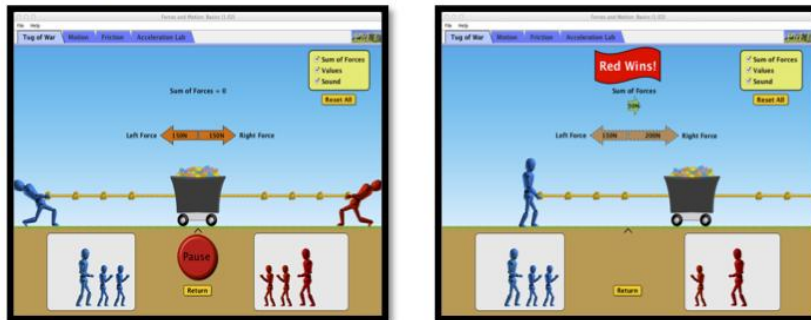 Forces and Motion: Basics (1.02)
File Help
Tug of War Motion Friction Acceleration Lab
Sum of Forces
Values
Sound
Reset All
Sum of Forces = 0
Left Force 150N 150N Right Force
Pause
Return
Forces and Motion: Basics (1.02)
File Help
Tug of War Motion Friction Acceleration Lab
Red Wins!
Sum of Forces
Values
Sound
Reset All
Sum of Forces
50N
Left Force 150N 200N Right Force
Return